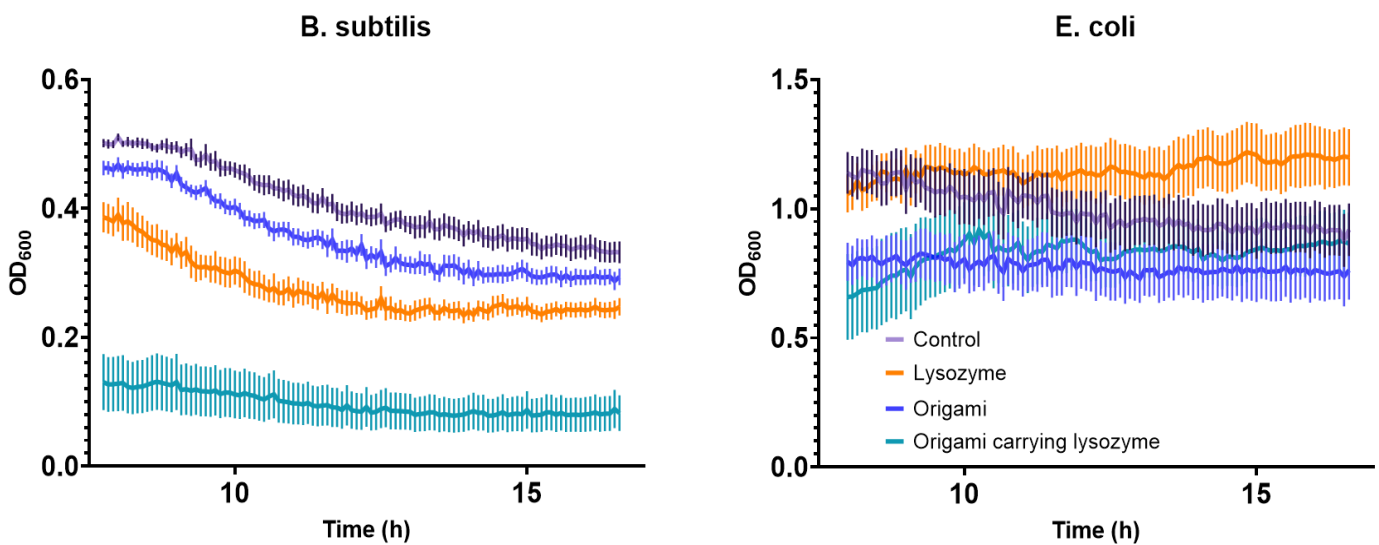 B. subtilis
0.6
0.4
0.2
0.0
OD600
10
15
Time (h)
E. coli
1.5
1.0
0.5
0.0
OD600
10
15
Time (h)
Control
Lysozyme
Origami
Origami carrying lysozyme